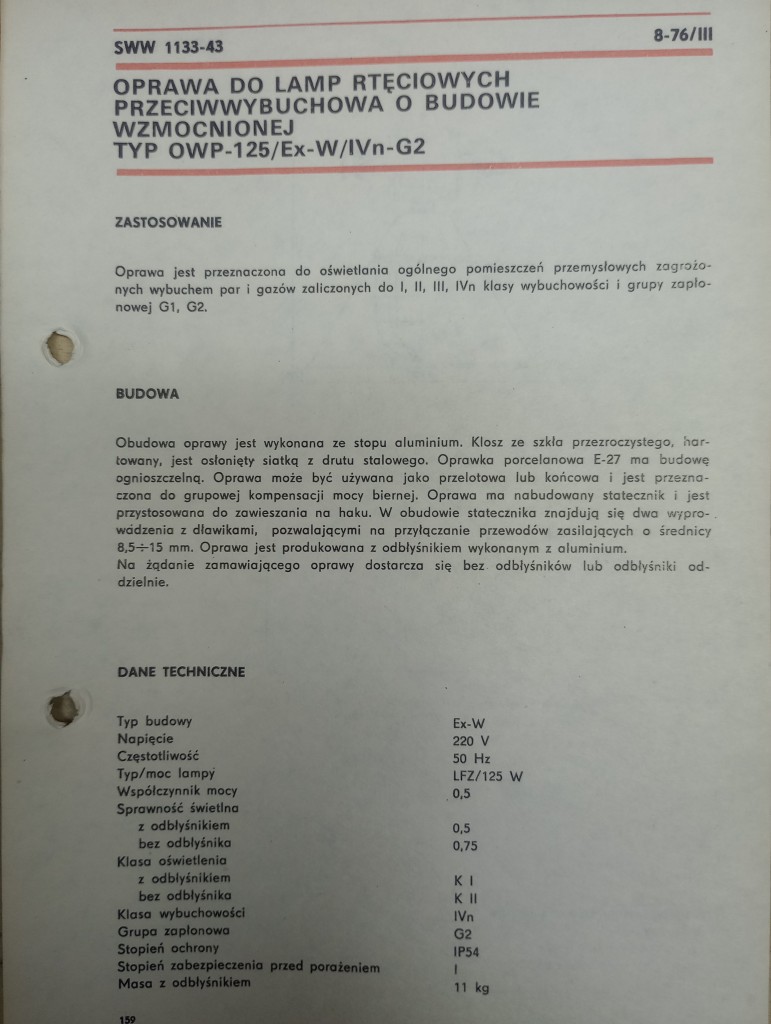 SWW 1133-43
8-76/III
OPRAWA DO LAMP RTĘCIOWYCH
PRZECIWWYBUCHOWA O BUDOWIE
WZMOCNIONEJ
TYP OWP-125/Ex-W/IVn-G2
ZASTOSOWANIE
Oprawa jest przeznaczona do oświetlania ogólnego pomieszczeń przemysłowych zagrożo-
nych wybuchem par i gazów zaliczonych do I, II, III, IVn klasy wybuchowości i grupy zapło-
nowej G1, G2.
BUDOWA
Obudowa oprawy jest wykonana ze stopu aluminium. Klosz ze szkła przezroczystego, har-
towany, jest osłonięty siatką z drutu stalowego. Oprawka porcelanowa E-27 ma budowę
ognioszczelną. Oprawa może być używana jako przelotowa lub końcowa i jest przezna-
czona do grupowej kompensacji mocy biernej. Oprawa ma nabudowany statecznik i jest
przystosowana do zawieszania na haku. W obudowie statecznika znajdują się dwa wypro-
wadzenia z dławikami, pozwalającymi na przyłączanie przewodów zasilających o średnicy
8,5÷15 mm. Oprawa jest produkowana z odbłyśnikiem wykonanym z aluminium.
Na żądanie zamawiającego oprawy dostarcza się bez odbłyśników lub odbłyśniki od-
dzielnie.
DANE TECHNICZNE
Typ budowy Ex-W
Napięcie 220 V
Częstotliwość 50 Hz
Typ/moc lampy LFZ/125 W
Współczynnik mocy 0,5
Sprawność świetlna
z odbłyśnikiem 0,5
bez odbłyśnika 0,75
Klasa oświetlenia
z odbłyśnikiem K I
bez odbłyśnika K II
Klasa wybuchowości IVn
Grupa zapłonowa G2
Stopień ochrony IP54
Stopień zabezpieczenia przed porażeniem I
Masa z odbłyśnikiem 11 kg
159